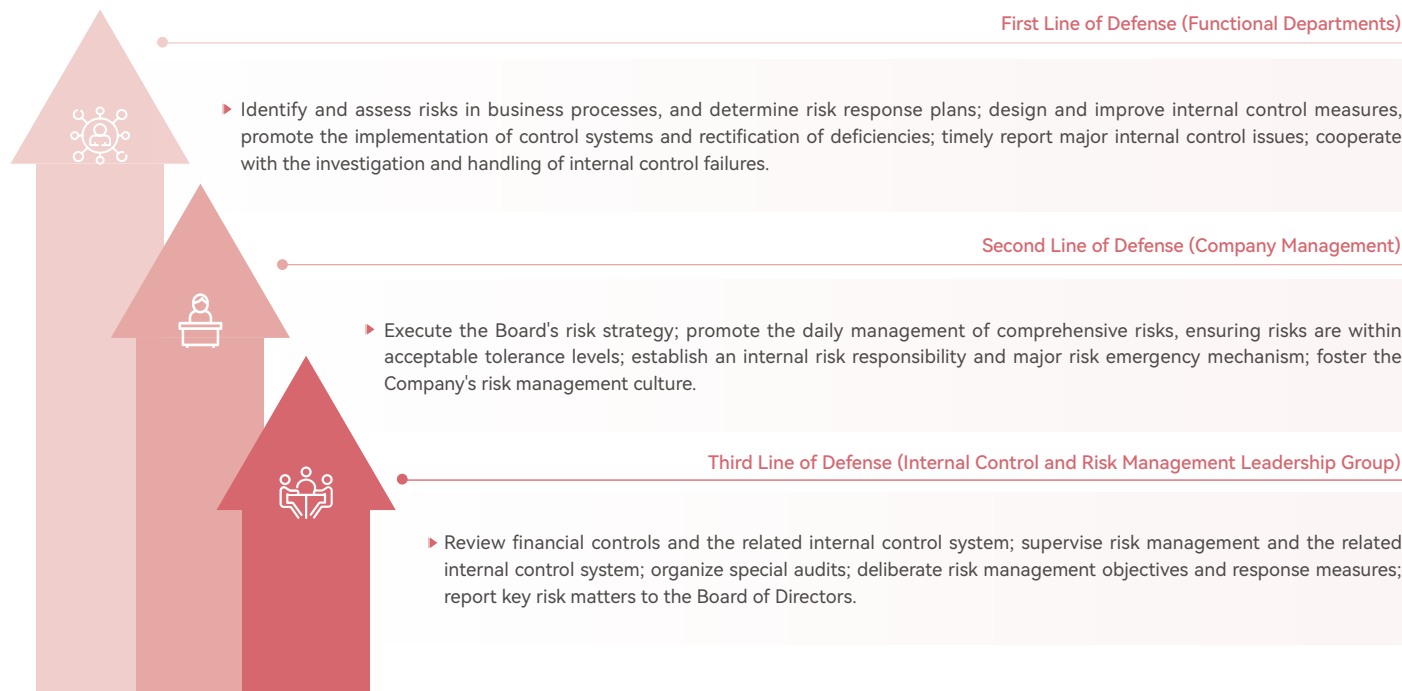 First Line of Defense (Functional Departments)
Identify and assess risks in business processes, and determine risk response plans; design and improve internal control measures,
promote the implementation of control systems and rectification of deficiencies; timely report major internal control issues; cooperate
with the investigation and handling of internal control failures.
Second Line of Defense (Company Management)
Execute the Board's risk strategy; promote the daily management of comprehensive risks, ensuring risks are within
acceptable tolerance levels; establish an internal risk responsibility and major risk emergency mechanism; foster the
Company's risk management culture.
Third Line of Defense (Internal Control and Risk Management Leadership Group)
Review financial controls and the related internal control system; supervise risk management and the related
internal control system; organize special audits; deliberate risk management objectives and response measures;
report key risk matters to the Board of Directors.